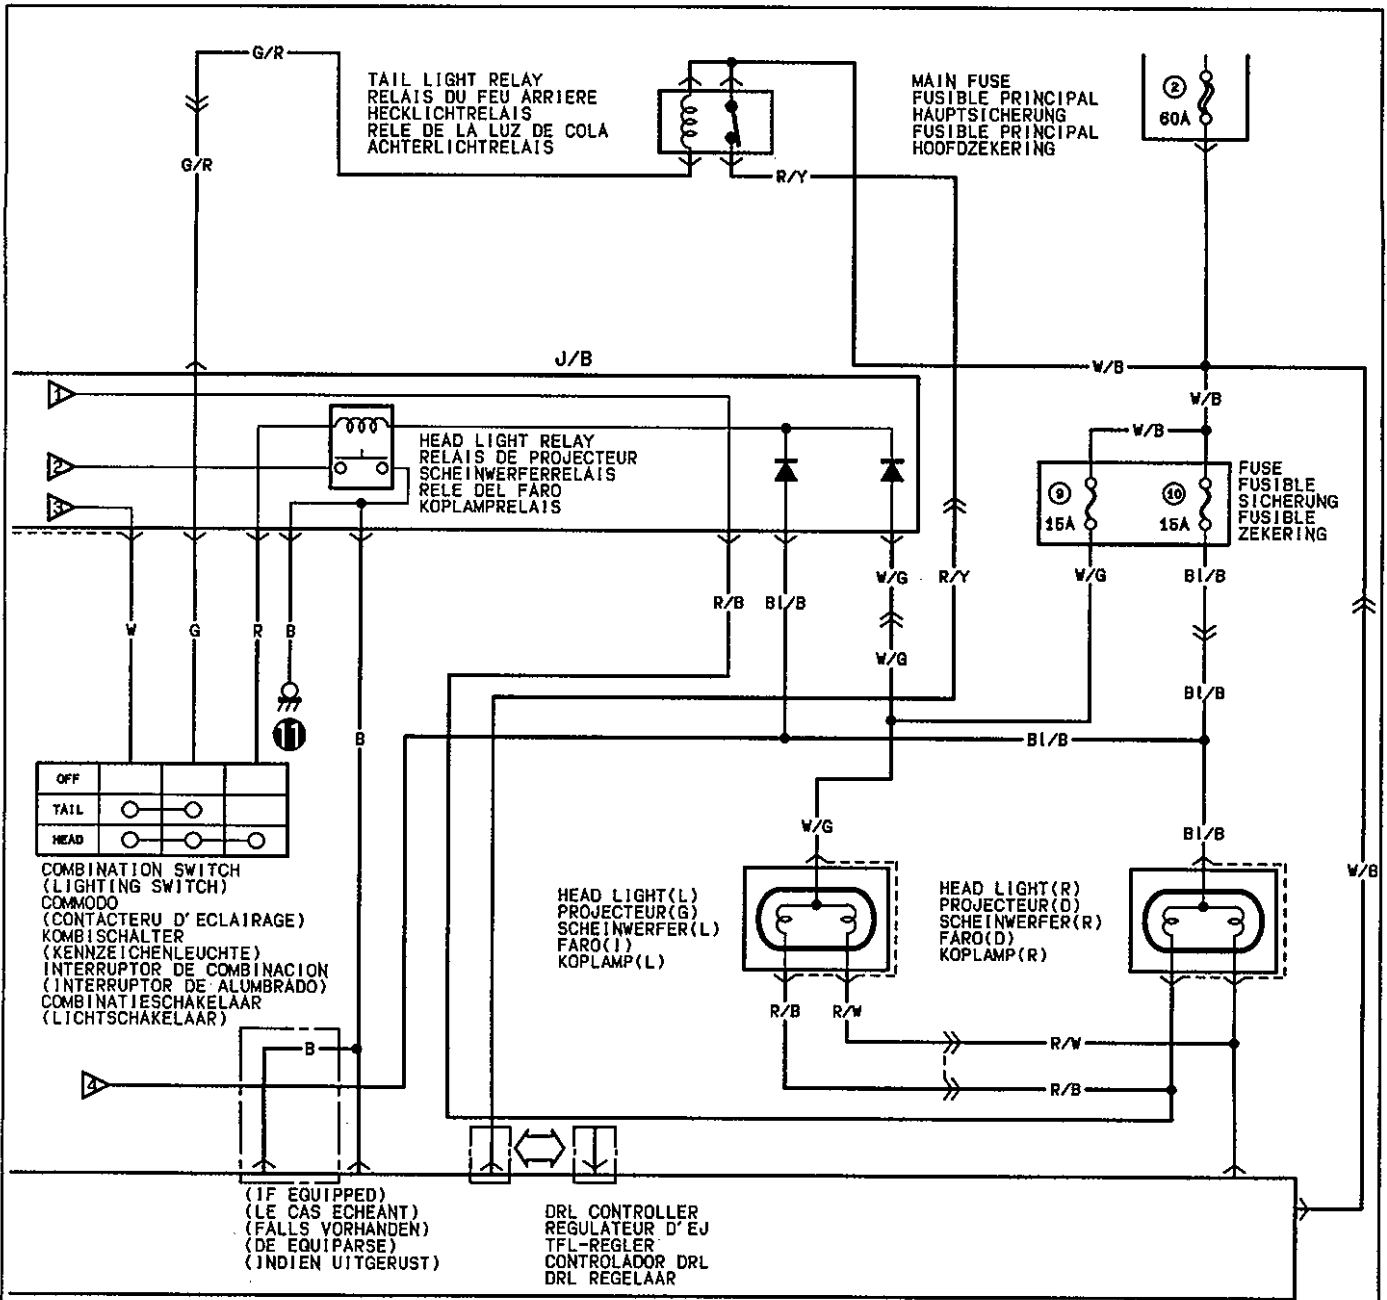 G/R
TAIL LIGHT RELAY
RELAIS DU FEU ARRIERE
HECKLICHTRELAIS
RELE DE LA LUZ DE COLA
ACHTERLICHTRELAIS
MAIN FUSE
FUSIBLE PRINCIPAL
HAUPTSICHERUNG
FUSIBLE PRINCIPAL
HOOFDZEKERING
2
60A
G/R
R/Y
J/B
W/B
W/B
W/B
1
2
3
HEAD LIGHT RELAY
RELAIS DE PROJECTEUR
SCHEINWERFERRELAIS
RELE DEL FARO
KOPLAMPRELAIS
9
15A
10
15A
FUSE
FUSIBLE
SICHERUNG
FUSIBLE
ZEKERING
W/G
R/Y
W/G
Bl/B
R/B
Bl/B
W
G
R
B
W/G
Bl/B
11
B
Bl/B
OFF
TAIL
HEAD
W/G
Bl/B
COMBINATION SWITCH
(LIGHTING SWITCH)
COMMODO
(CONTACTERU D'ECLAIRAGE)
KOMBISCHALTER
(KENNZEICHENLEUCHTE)
INTERRUPTOR DE COMBINACION
(INTERRUPTOR DE ALUMBRADO)
COMBINATIESCHAKELAAR
(LICHTSCHAKELAAR)
HEAD LIGHT(L)
PROJECTEUR(G)
SCHEINWERFER(L)
FARO(I)
KOPLAMP(L)
HEAD LIGHT(R)
PROJECTEUR(D)
SCHEINWERFER(R)
FARO(D)
KOPLAMP(R)
W/B
R/B
R/W
B
R/W
4
R/B
(IF EQUIPPED)
(LE CAS ECHEANT)
(FALLS VORHANDEN)
(DE EQUIPARSE)
(INDIEN UITGERUST)
DRL CONTROLLER
REGULATEUR D'EJ
TFL-REGLER
CONTROLADOR DRL
DRL REGELAAR